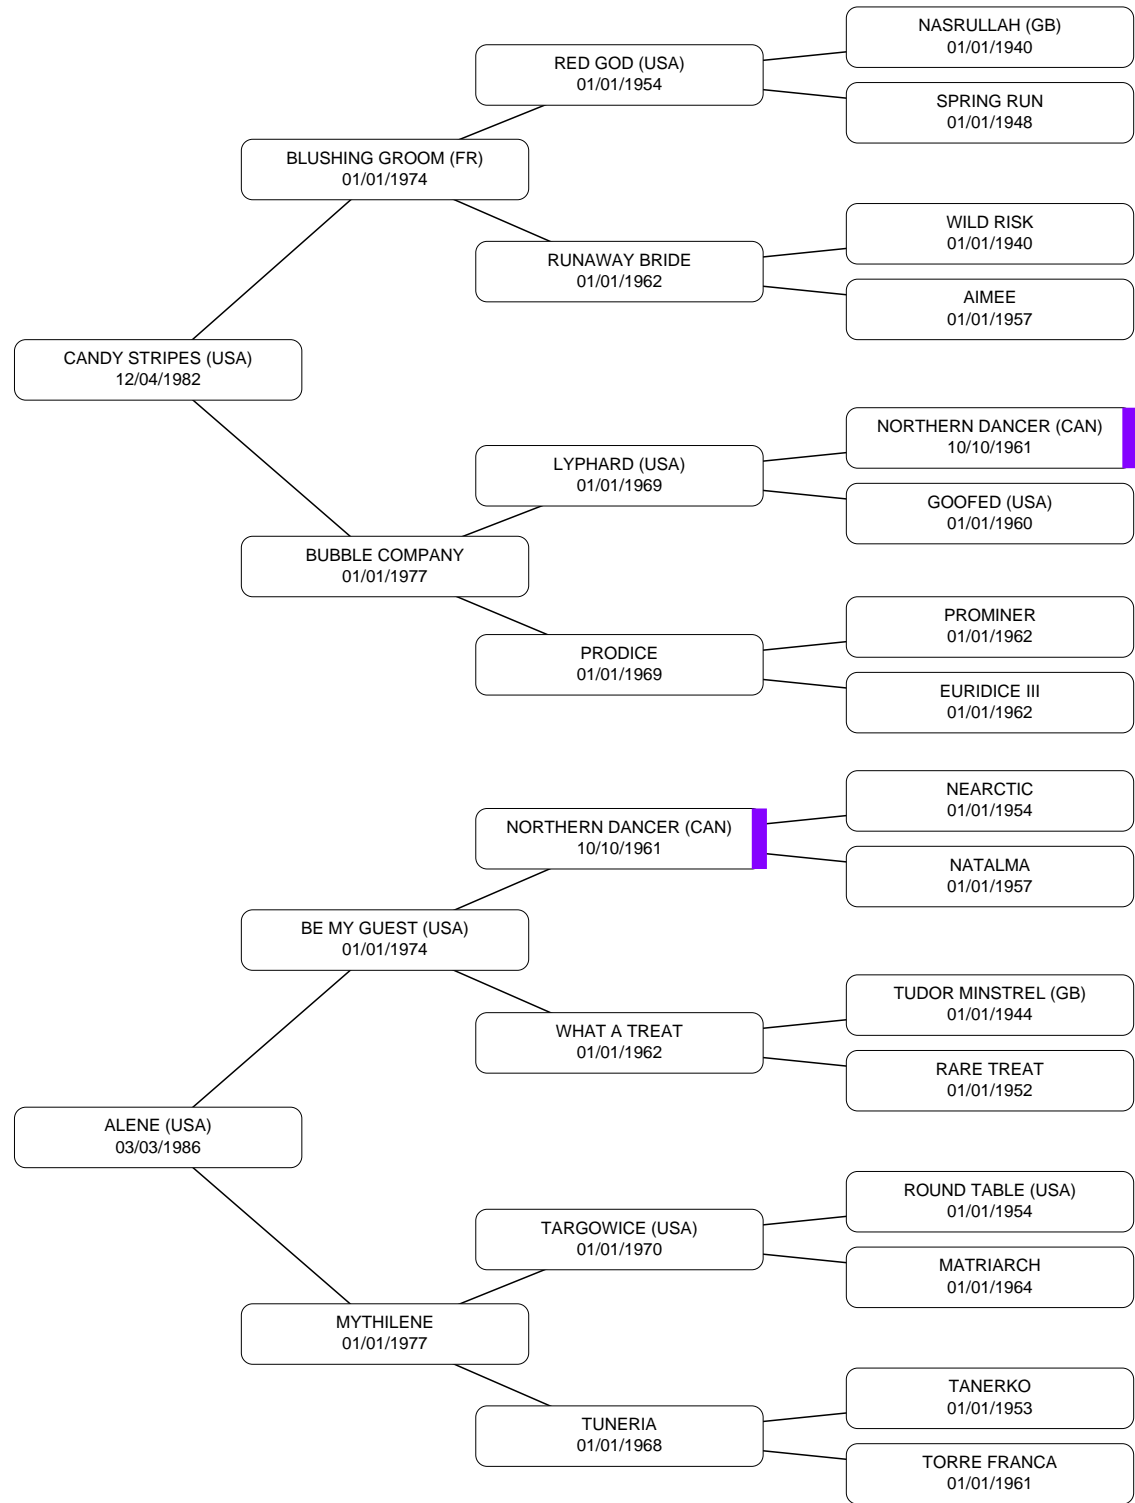 NASRULLAH (GB)
01/01/1940
RED GOD (USA)
01/01/1954
SPRING RUN
01/01/1948
BLUSHING GROOM (FR)
01/01/1974
WILD RISK
01/01/1940
RUNAWAY BRIDE
01/01/1962
AIMEE
01/01/1957
CANDY STRIPES (USA)
12/04/1982
NORTHERN DANCER (CAN)
10/10/1961
LYPHARD (USA)
01/01/1969
GOOFED (USA)
01/01/1960
BUBBLE COMPANY
01/01/1977
PROMINER
01/01/1962
PRODICE
01/01/1969
EURIDICE III
01/01/1962
NEARCTIC
01/01/1954
NORTHERN DANCER (CAN)
10/10/1961
NATALMA
01/01/1957
BE MY GUEST (USA)
01/01/1974
TUDOR MINSTREL (GB)
01/01/1944
WHAT A TREAT
01/01/1962
RARE TREAT
01/01/1952
ALENE (USA)
03/03/1986
ROUND TABLE (USA)
01/01/1954
TARGOWICE (USA)
01/01/1970
MATRIARCH
01/01/1964
MYTHILENE
01/01/1977
TANERKO
01/01/1953
TUNERIA
01/01/1968
TORRE FRANCA
01/01/1961